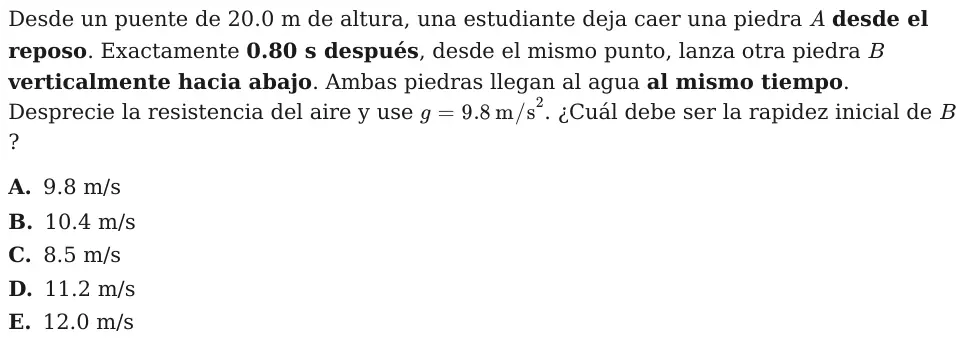 Desde un puente de 20.0 m de altura, una estudiante deja caer una piedra A desde el
reposo. Exactamente 0.80 s después, desde el mismo punto, lanza otra piedra B
verticalmente hacia abajo. Ambas piedras llegan al agua al mismo tiempo.
Desprecie la resistencia del aire y use g = 9.8 m/s². ¿Cuál debe ser la rapidez inicial de B
?
A. 9.8 m/s
B. 10.4 m/s
C. 8.5 m/s
D. 11.2 m/s
E. 12.0 m/s